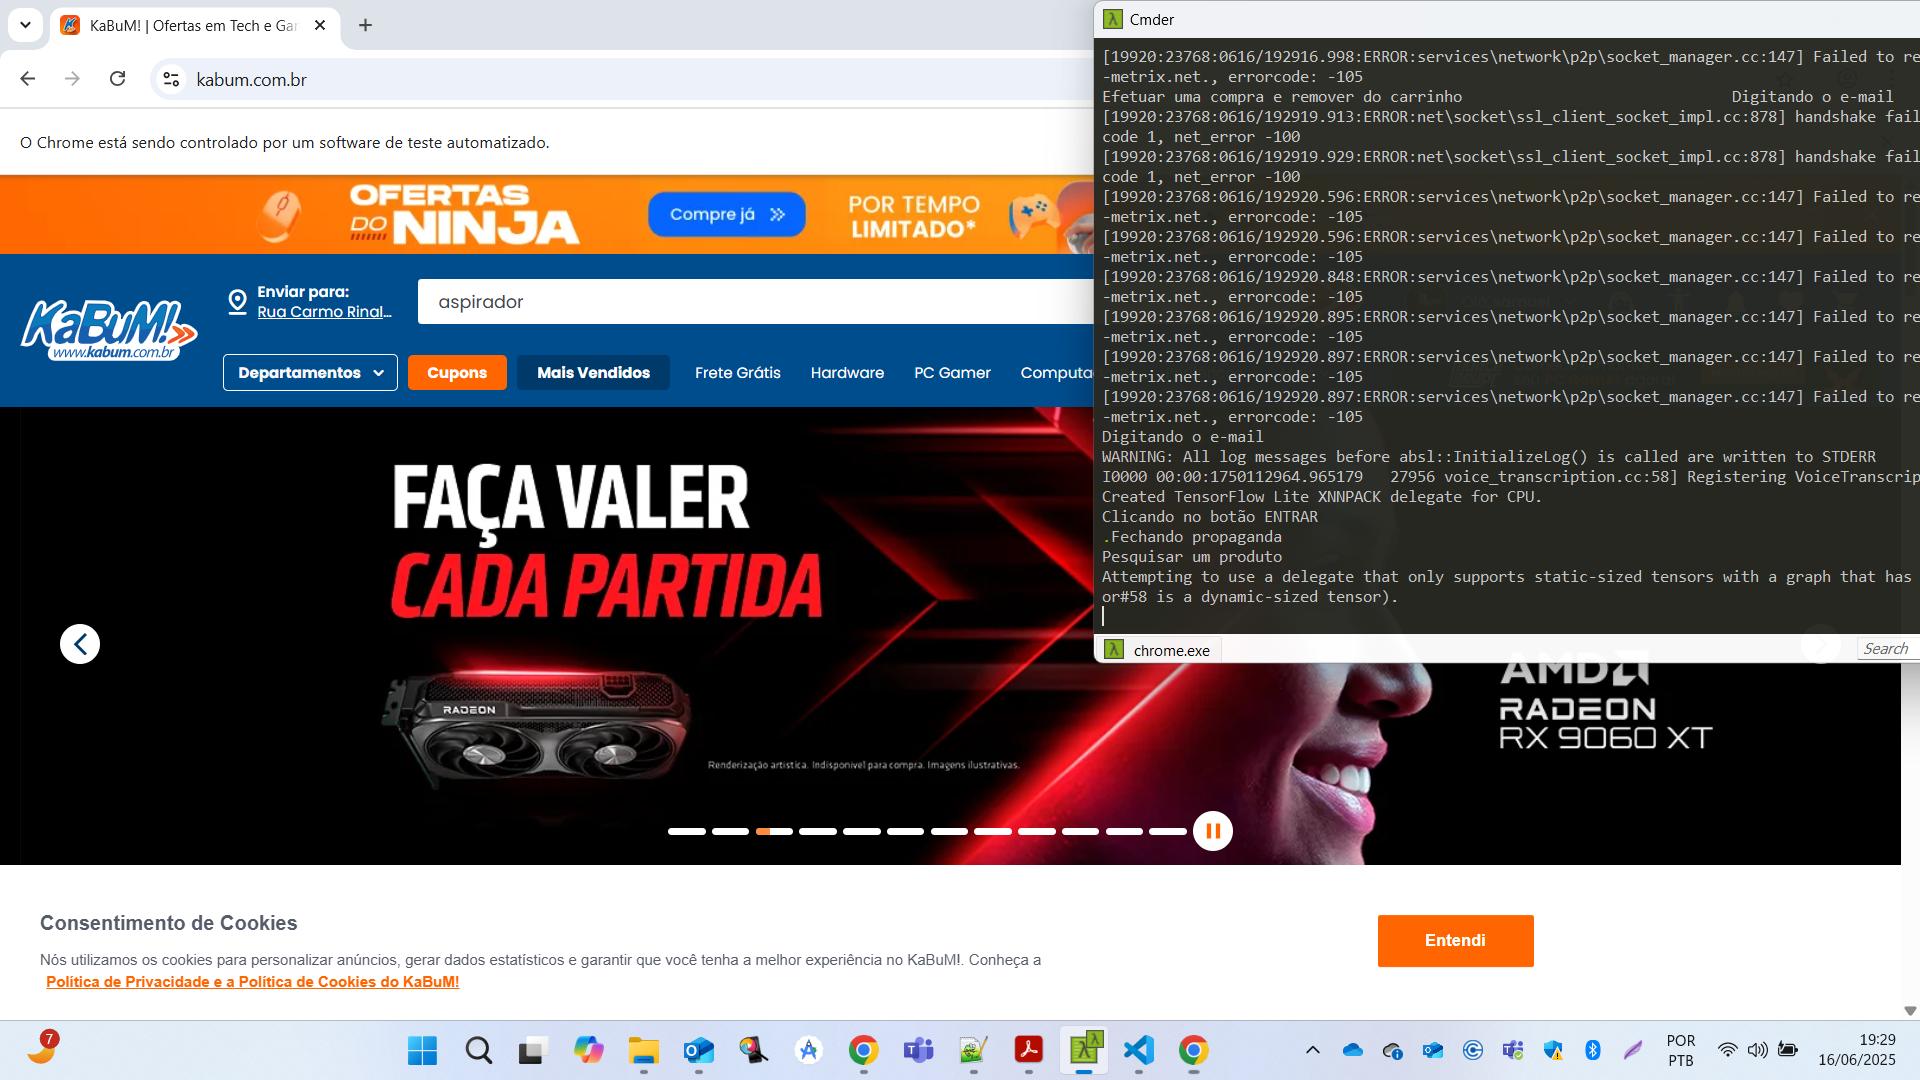 KaBuM! | Ofertas em Tech e Gar
kabum.com.br
O Chrome está sendo controlado por um software de teste automatizado.
OFERTAS
DO NINJA
Compre já
POR TEMPO
LIMITADO*
KaBuM!
www.kabum.com.br
Enviar para:
Rua Carmo Rinal...
aspirador
Departamentos
Cupons
Mais Vendidos
Frete Grátis
Hardware
PC Gamer
Computa
FAÇA VALER
CADA PARTIDA
RADEON
Renderização artística. Indisponível para compra. Imagens ilustrativas.
AMD
RADEON
RX 9060 XT
Cmder
[19920:23768:0616/192916.998:ERROR:services\network\p2p\socket_manager.cc:147] Failed to re
-metrix.net., errorcode: -105
Efetuar uma compra e remover do carrinho Digitando o e-mail
[19920:23768:0616/192919.913:ERROR:net\socket\ssl_client_socket_impl.cc:878] handshake fail
code 1, net_error -100
[19920:23768:0616/192919.929:ERROR:net\socket\ssl_client_socket_impl.cc:878] handshake fail
code 1, net_error -100
[19920:23768:0616/192920.596:ERROR:services\network\p2p\socket_manager.cc:147] Failed to re
-metrix.net., errorcode: -105
[19920:23768:0616/192920.596:ERROR:services\network\p2p\socket_manager.cc:147] Failed to re
-metrix.net., errorcode: -105
[19920:23768:0616/192920.848:ERROR:services\network\p2p\socket_manager.cc:147] Failed to re
-metrix.net., errorcode: -105
[19920:23768:0616/192920.895:ERROR:services\network\p2p\socket_manager.cc:147] Failed to re
-metrix.net., errorcode: -105
[19920:23768:0616/192920.897:ERROR:services\network\p2p\socket_manager.cc:147] Failed to re
-metrix.net., errorcode: -105
[19920:23768:0616/192920.897:ERROR:services\network\p2p\socket_manager.cc:147] Failed to re
-metrix.net., errorcode: -105
Digitando o e-mail
WARNING: All log messages before absl::InitializeLog() is called are written to STDERR
I0000 00:00:1750112964.965179 27956 voice_transcription.cc:58] Registering VoiceTranscrip
Created TensorFlow Lite XNNPACK delegate for CPU.
Clicando no botão ENTRAR
.Fechando propaganda
Pesquisar um produto
Attempting to use a delegate that only supports static-sized tensors with a graph that has
or#58 is a dynamic-sized tensor).
chrome.exe
Search
Consentimento de Cookies
Nós utilizamos os cookies para personalizar anúncios, gerar dados estatísticos e garantir que você tenha a melhor experiência no KaBuM!. Conheça a
Política de Privacidade e a Política de Cookies do KaBuM!
Entendi
7
POR
PTB
19:29
16/06/2025